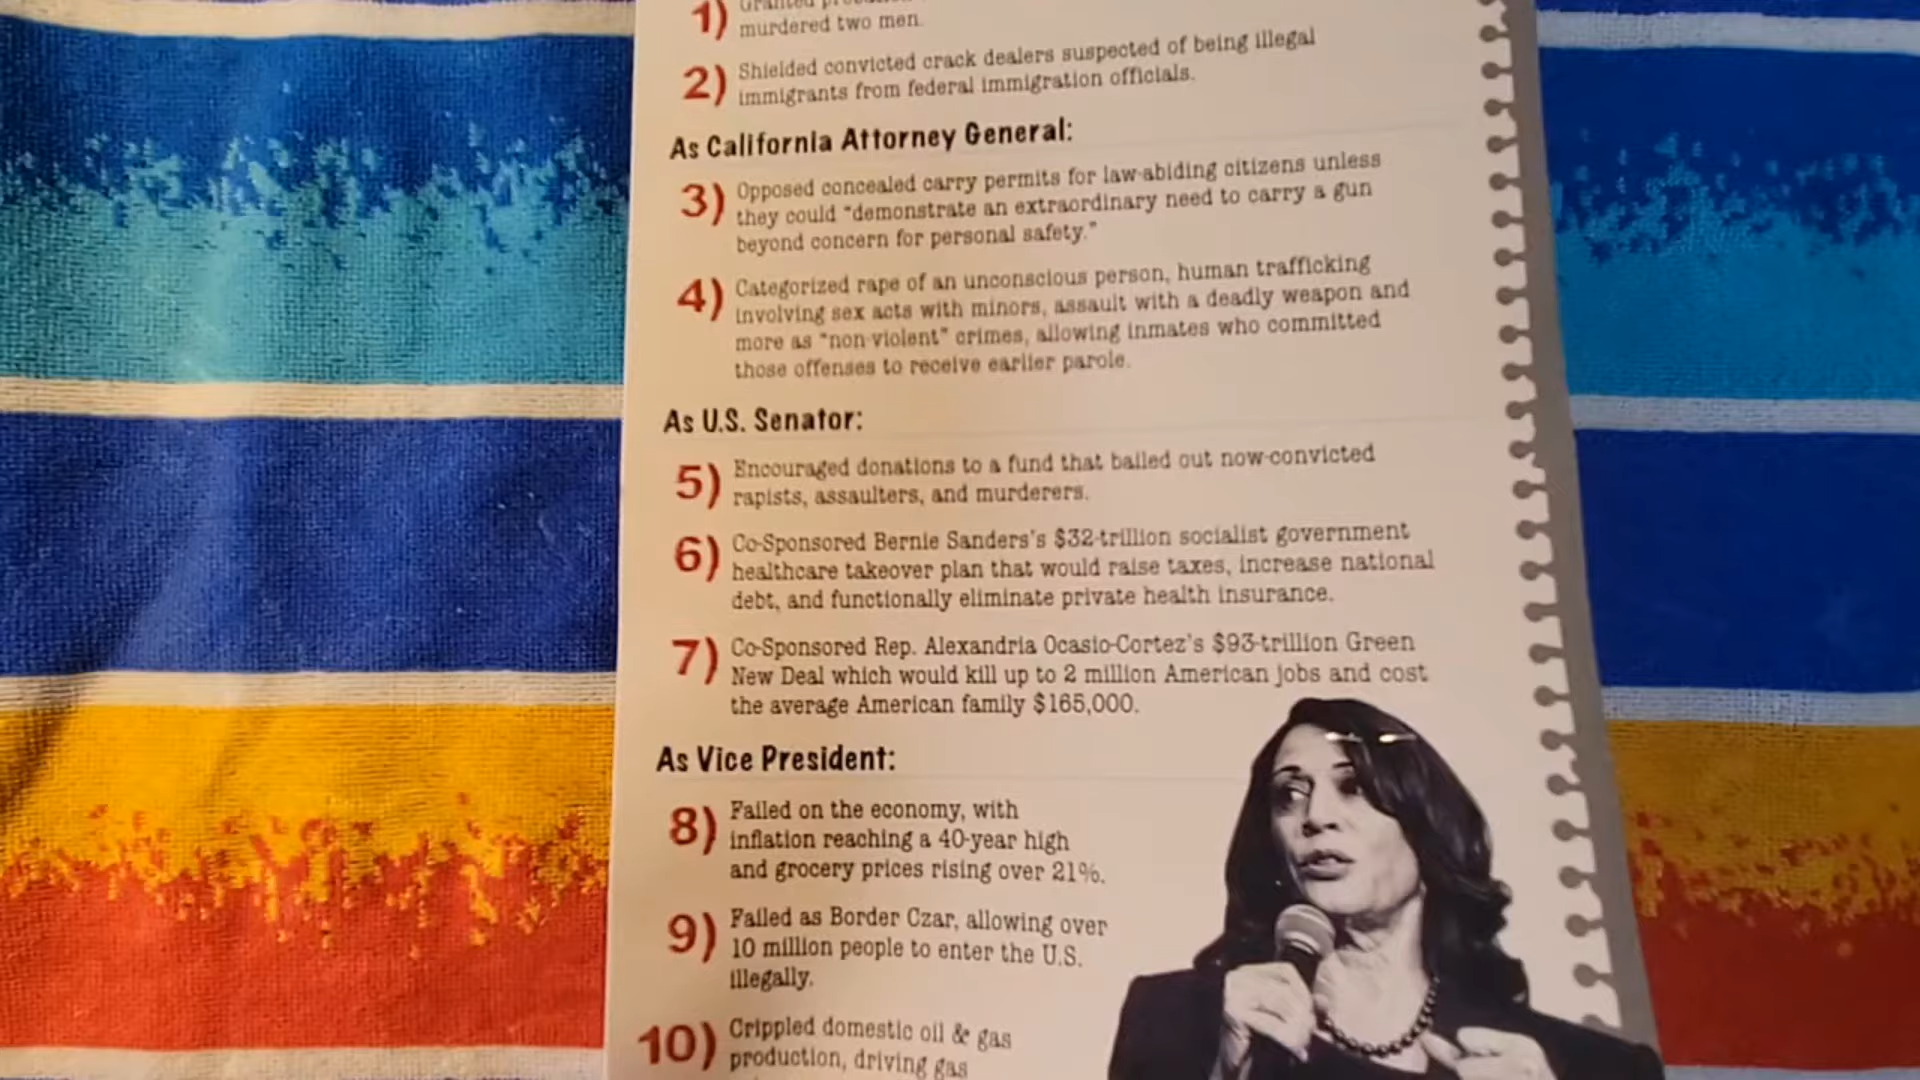 1) Granted
murdered two men.
2) Shielded convicted crack dealers suspected of being illegal
immigrants from federal immigration officials.
As California Attorney General:
3) Opposed concealed carry permits for law-abiding citizens unless
they could "demonstrate an extraordinary need to carry a gun
beyond concern for personal safety."
4) Categorized rape of an unconscious person, human trafficking
involving sex acts with minors, assault with a deadly weapon and
more as "non-violent" crimes, allowing inmates who committed
those offenses to receive earlier parole.
As U.S. Senator:
5) Encouraged donations to a fund that bailed out now-convicted
rapists, assaulters, and murderers.
6) Co-Sponsored Bernie Sanders's $32-trillion socialist government
healthcare takeover plan that would raise taxes, increase national
debt, and functionally eliminate private health insurance.
7) Co-Sponsored Rep. Alexandria Ocasio-Cortez's $93-trillion Green
New Deal which would kill up to 2 million American jobs and cost
the average American family $165,000.
As Vice President:
8) Failed on the economy, with
inflation reaching a 40-year high
and grocery prices rising over 21%.
9) Failed as Border Czar, allowing over
10 million people to enter the U.S.
illegally.
10) Crippled domestic oil & gas
production, driving gas